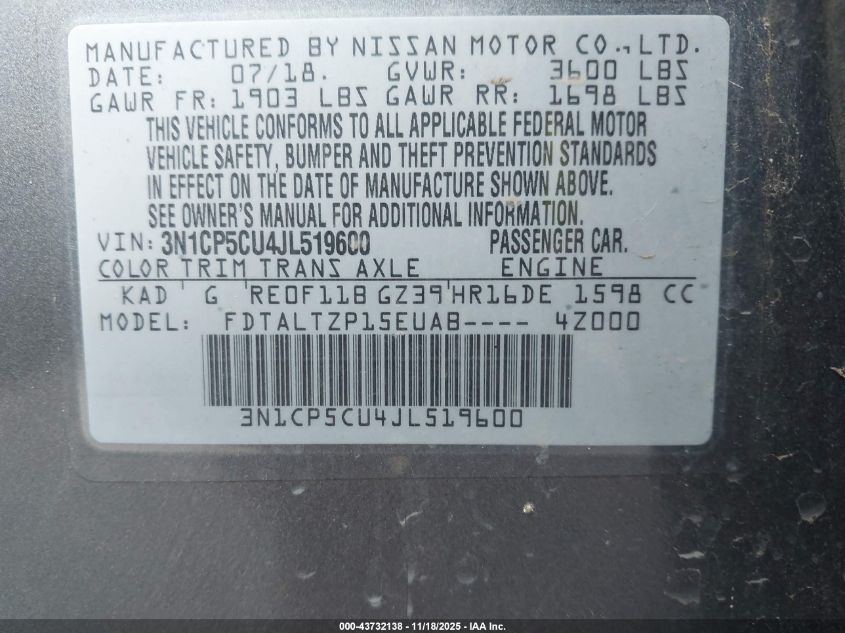 MANUFACTURED BY NISSAN MOTOR CO., LTD.
DATE: 07/18. GVWR: 3600 LBS
GAWR FR: 1903 LBS GAWR RR: 1698 LBS
THIS VEHICLE CONFORMS TO ALL APPLICABLE FEDERAL MOTOR
VEHICLE SAFETY, BUMPER AND THEFT PREVENTION STANDARDS
IN EFFECT ON THE DATE OF MANUFACTURE SHOWN ABOVE.
SEE OWNER'S MANUAL FOR ADDITIONAL INFORMATION.
VIN: 3N1CP5CU4JL519600 PASSENGER CAR.
COLOR TRIM TRANS AXLE ENGINE
KAD G RE0F11B GZ39 HR16DE 1598 CC
MODEL: FDTALTZP15EUAB---- 4Z000
3N1CP5CU4JL519600
000-43732138 - 11/18/2025 - IAA Inc.